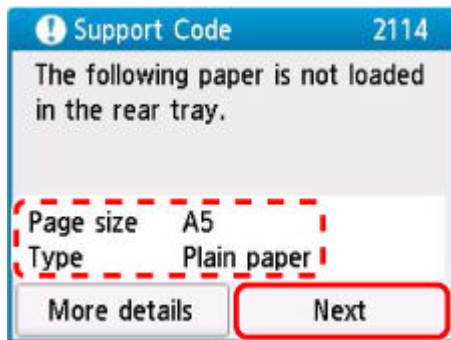 Support Code 2114
The following paper is not loaded
in the rear tray.
Page size A5
Type Plain paper
More details Next